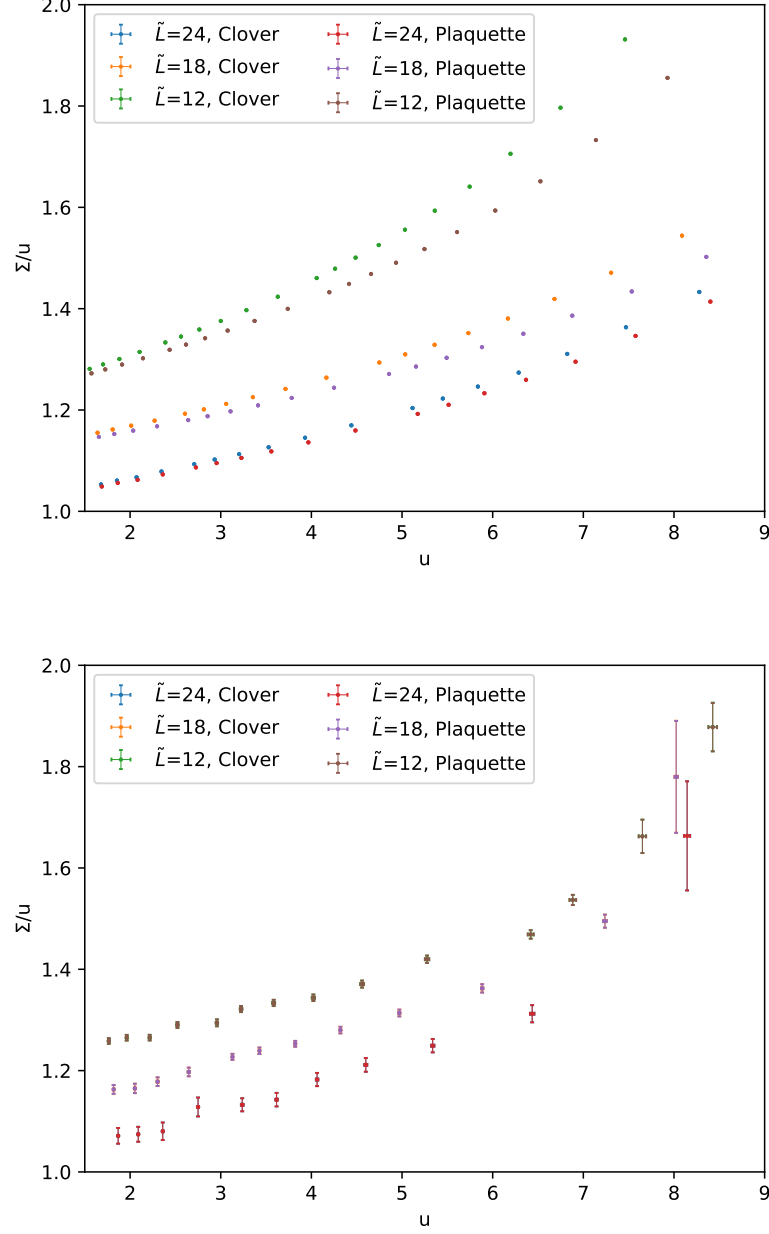 2.0
1.8
1.6
1.4
1.2
1.0
Σ/u
L̃=24, Clover
L̃=18, Clover
L̃=12, Clover
L̃=24, Plaquette
L̃=18, Plaquette
L̃=12, Plaquette
2 3 4 5 6 7 8 9
u
2.0
1.8
1.6
1.4
1.2
1.0
Σ/u
L̃=24, Clover
L̃=18, Clover
L̃=12, Clover
L̃=24, Plaquette
L̃=18, Plaquette
L̃=12, Plaquette
2 3 4 5 6 7 8 9
u